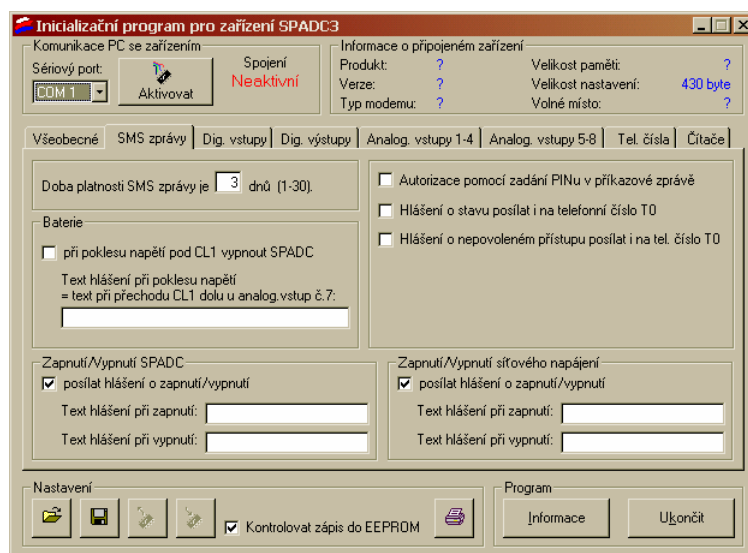 Inicializační program pro zařízení SPADC3
Komunikace PC se zařízením
Sériový port:
COM 1
Aktivovat
Spojení
Neaktivní
Informace o připojeném zařízení
Produkt: ?
Verze: ?
Typ modemu: ?
Velikost paměti: ?
Velikost nastavení: 430 byte
Volné místo: ?
Všeobecné SMS zprávy Dig. vstupy Dig. výstupy Analog. vstupy 1-4 Analog. vstupy 5-8 Tel. čísla Čítače
Doba platnosti SMS zprávy je 3 dnů (1-30).
Baterie
při poklesu napětí pod CL1 vypnout SPADC
Text hlášení při poklesu napětí
= text při přechodu CL1 dolu u analog.vstup č.7:
Autorizace pomocí zadání PINu v příkazové zprávě
Hlášení o stavu posílat i na telefonní číslo T0
Hlášení o nepovoleném přístupu posílat i na tel. číslo T0
Zapnutí/Vypnutí SPADC
posílat hlášení o zapnutí/vypnutí
Text hlášení při zapnutí:
Text hlášení při vypnutí:
Zapnutí/Vypnutí síťového napájení
posílat hlášení o zapnutí/vypnutí
Text hlášení při zapnutí:
Text hlášení při vypnutí:
Nastavení
Kontrolovat zápis do EEPROM
Program
Informace
Ukončit